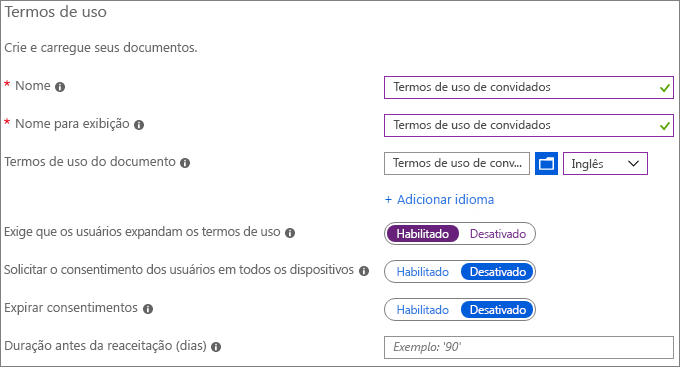 Termos de uso
Crie e carregue seus documentos.
* Nome
Termos de uso de convidados
* Nome para exibição
Termos de uso de convidados
Termos de uso do documento
Termos de uso de conv...
Inglês
+ Adicionar idioma
Exige que os usuários expandam os termos de uso
Habilitado Desativado
Solicitar o consentimento dos usuários em todos os dispositivos
Habilitado Desativado
Expirar consentimentos
Habilitado Desativado
Duração antes da reaceitação (dias)
Exemplo: '90'